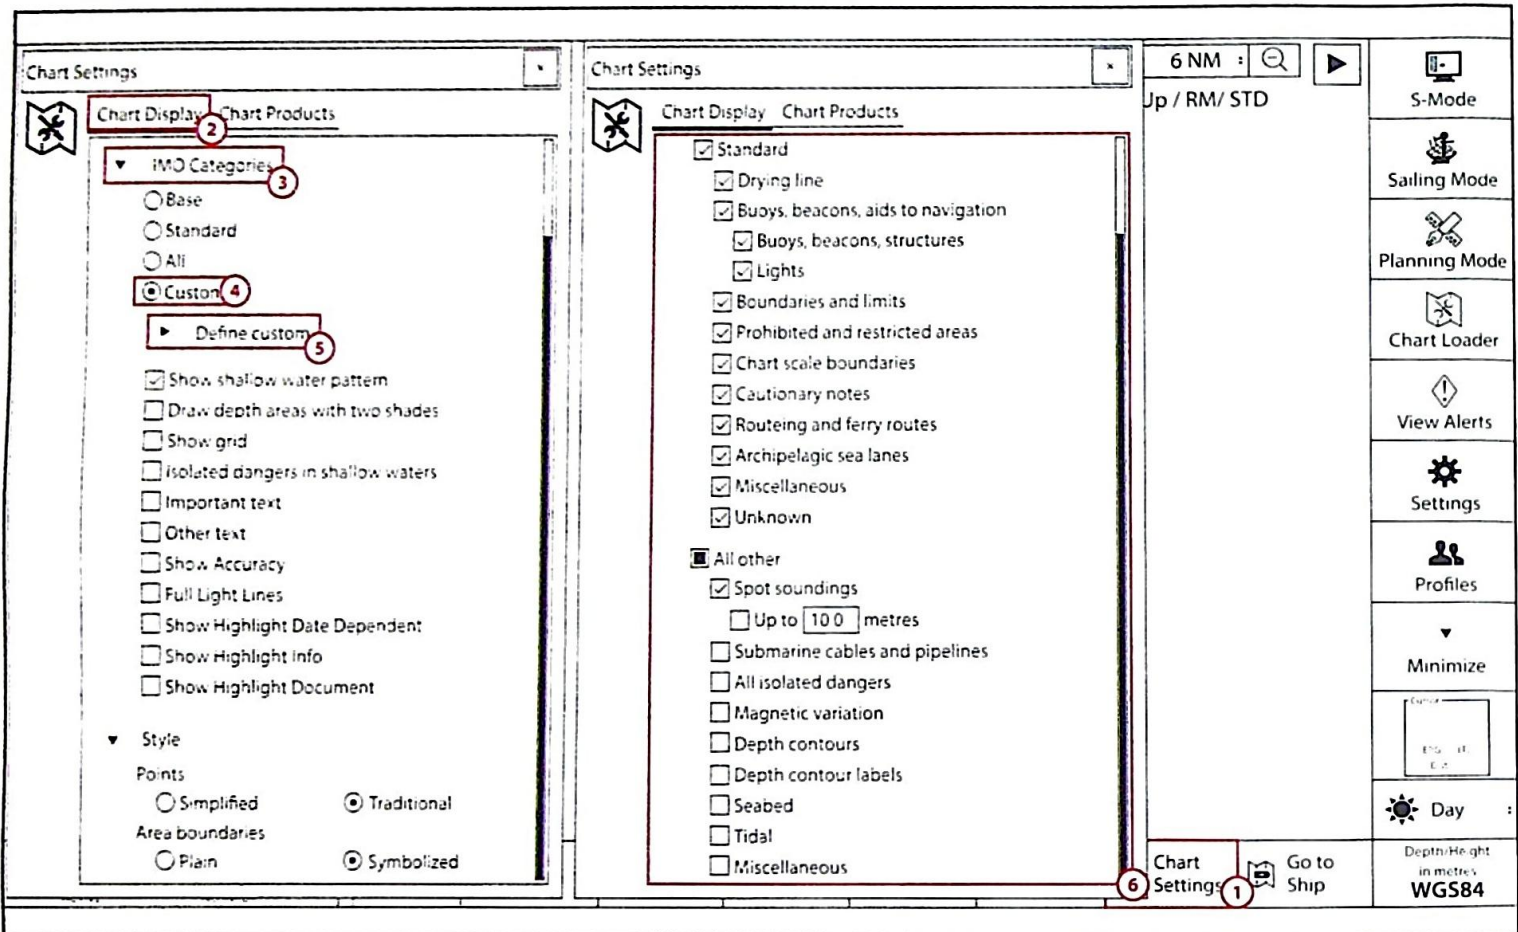 Chart Settings
Chart Display
Chart Products
2
IMO Categories
3
Base
Standard
All
Custom
4
Define custom
5
Show shallow water pattern
Draw depth areas with two shades
Show grid
Isolated dangers in shallow waters
Important text
Other text
Show Accuracy
Full Light Lines
Show Highlight Date Dependent
Show Highlight Info
Show Highlight Document
Style
Points
Simplified
Traditional
Area boundaries
Plain
Symbolized
Chart Settings
Chart Display
Chart Products
Standard
Drying line
Buoys, beacons, aids to navigation
Buoys, beacons, structures
Lights
Boundaries and limits
Prohibited and restricted areas
Chart scale boundaries
Cautionary notes
Routeing and ferry routes
Archipelagic sea lanes
Miscellaneous
Unknown
All other
Spot soundings
Up to 10.0 metres
Submarine cables and pipelines
All isolated dangers
Magnetic variation
Depth contours
Depth contour labels
Seabed
Tidal
Miscellaneous
6
6 NM
Up / RM/ STD
Chart
Settings
1
Go to
Ship
S-Mode
Sailing Mode
Planning Mode
Chart Loader
View Alerts
Settings
Profiles
Minimize
Cursor
Day
Depth/Height
in metres
WGS84